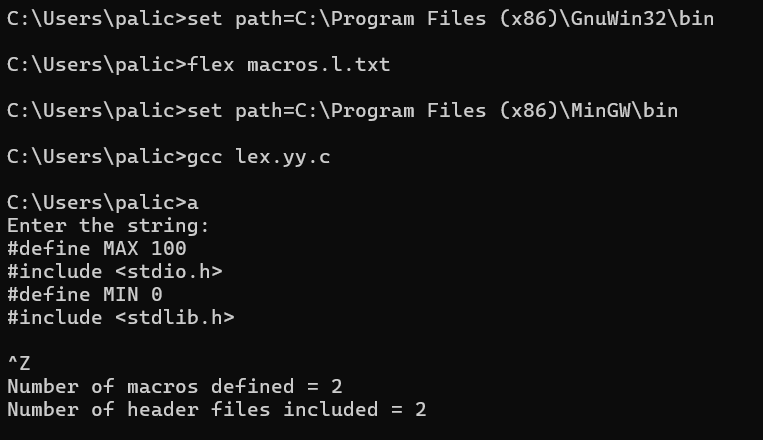 C:\Users\palic>set path=C:\Program Files (x86)\GnuWin32\bin
C:\Users\palic>flex macros.l.txt
C:\Users\palic>set path=C:\Program Files (x86)\MinGW\bin
C:\Users\palic>gcc lex.yy.c
C:\Users\palic>a
Enter the string:
#define MAX 100
#include <stdio.h>
#define MIN 0
#include <stdlib.h>
^Z
Number of macros defined = 2
Number of header files included = 2